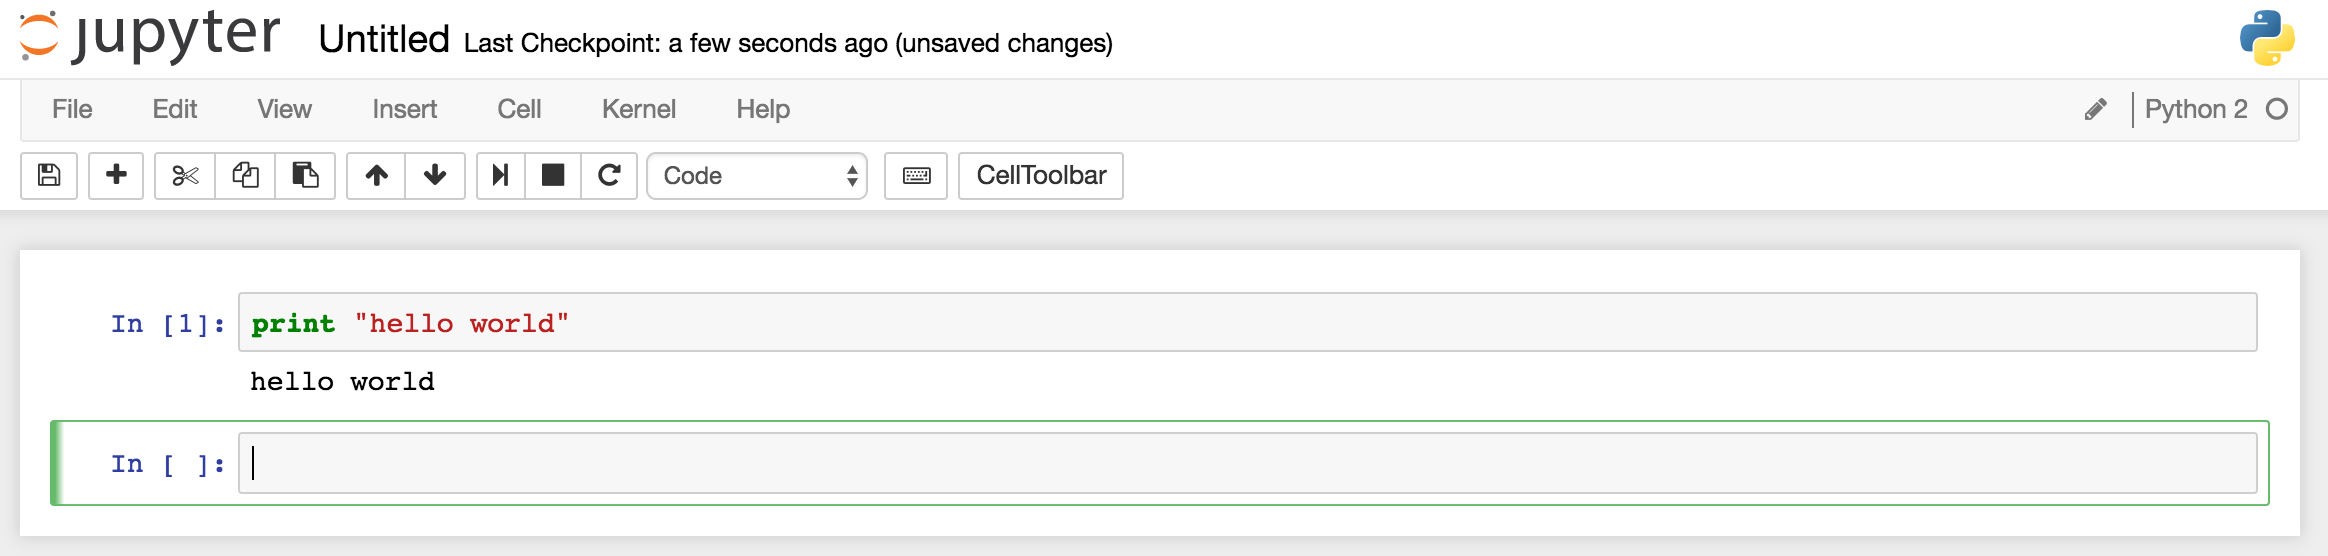 jupyter Untitled Last Checkpoint: a few seconds ago (unsaved changes)
File Edit View Insert Cell Kernel Help Python 2
Code CellToolbar
In [1]: print "hello world"
hello world
In [ ]: